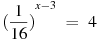 (1/16)^{x−3} = 4